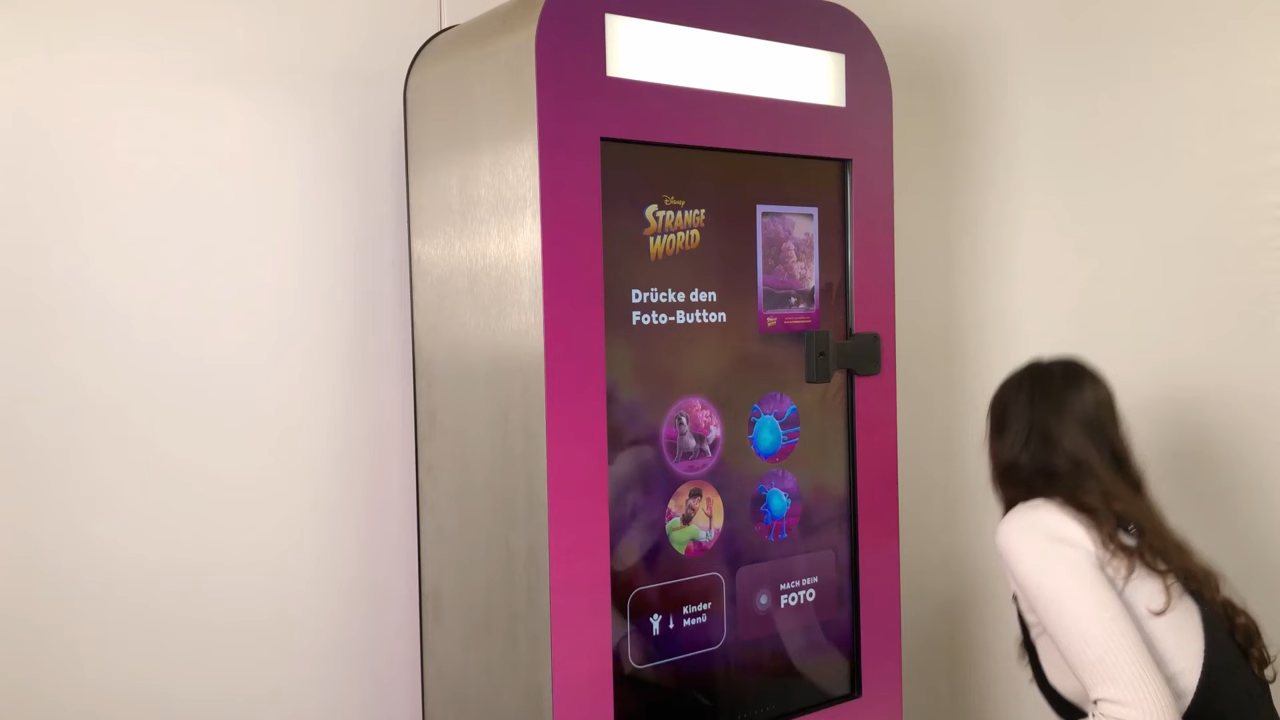 Disney
STRANGE
WORLD
Drücke den
Foto-Button
Kinder
Menü
MACH DEIN
FOTO